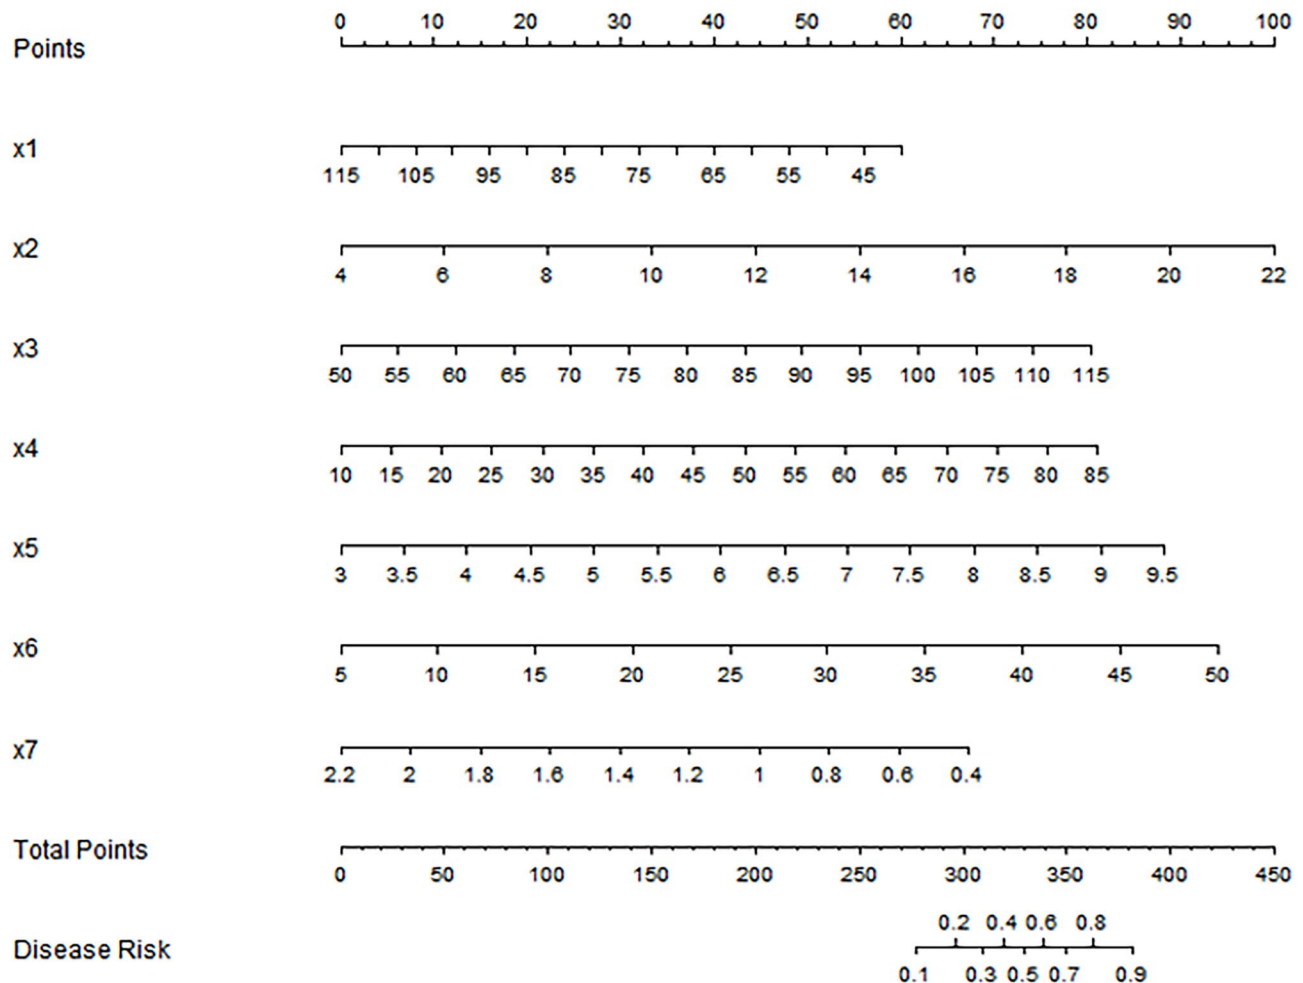 0 10 20 30 40 50 60 70 80 90 100
Points
x1
115 105 95 85 75 65 55 45
x2
4 6 8 10 12 14 16 18 20 22
x3
50 55 60 65 70 75 80 85 90 95 100 105 110 115
x4
10 15 20 25 30 35 40 45 50 55 60 65 70 75 80 85
x5
3 3.5 4 4.5 5 5.5 6 6.5 7 7.5 8 8.5 9 9.5
x6
5 10 15 20 25 30 35 40 45 50
x7
2.2 2 1.8 1.6 1.4 1.2 1 0.8 0.6 0.4
Total Points
0 50 100 150 200 250 300 350 400 450
0.2 0.4 0.6 0.8
Disease Risk
0.1 0.3 0.5 0.7 0.9